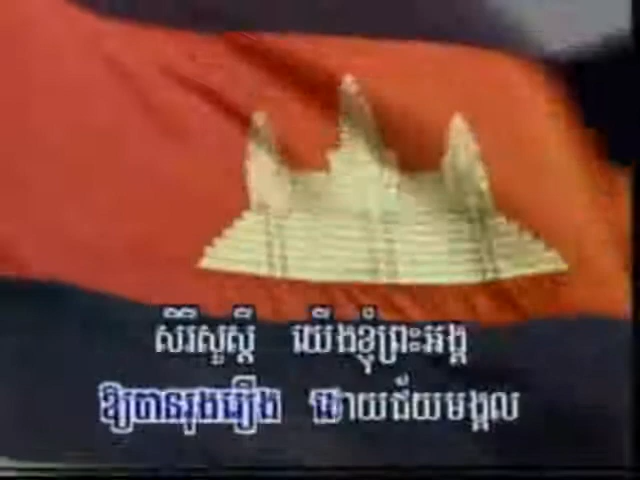 សិរីសួស្តី យើងខ្ញុំព្រះអង្គ
ឱ្យបានរុងរឿង ដោយជ័យមង្គល